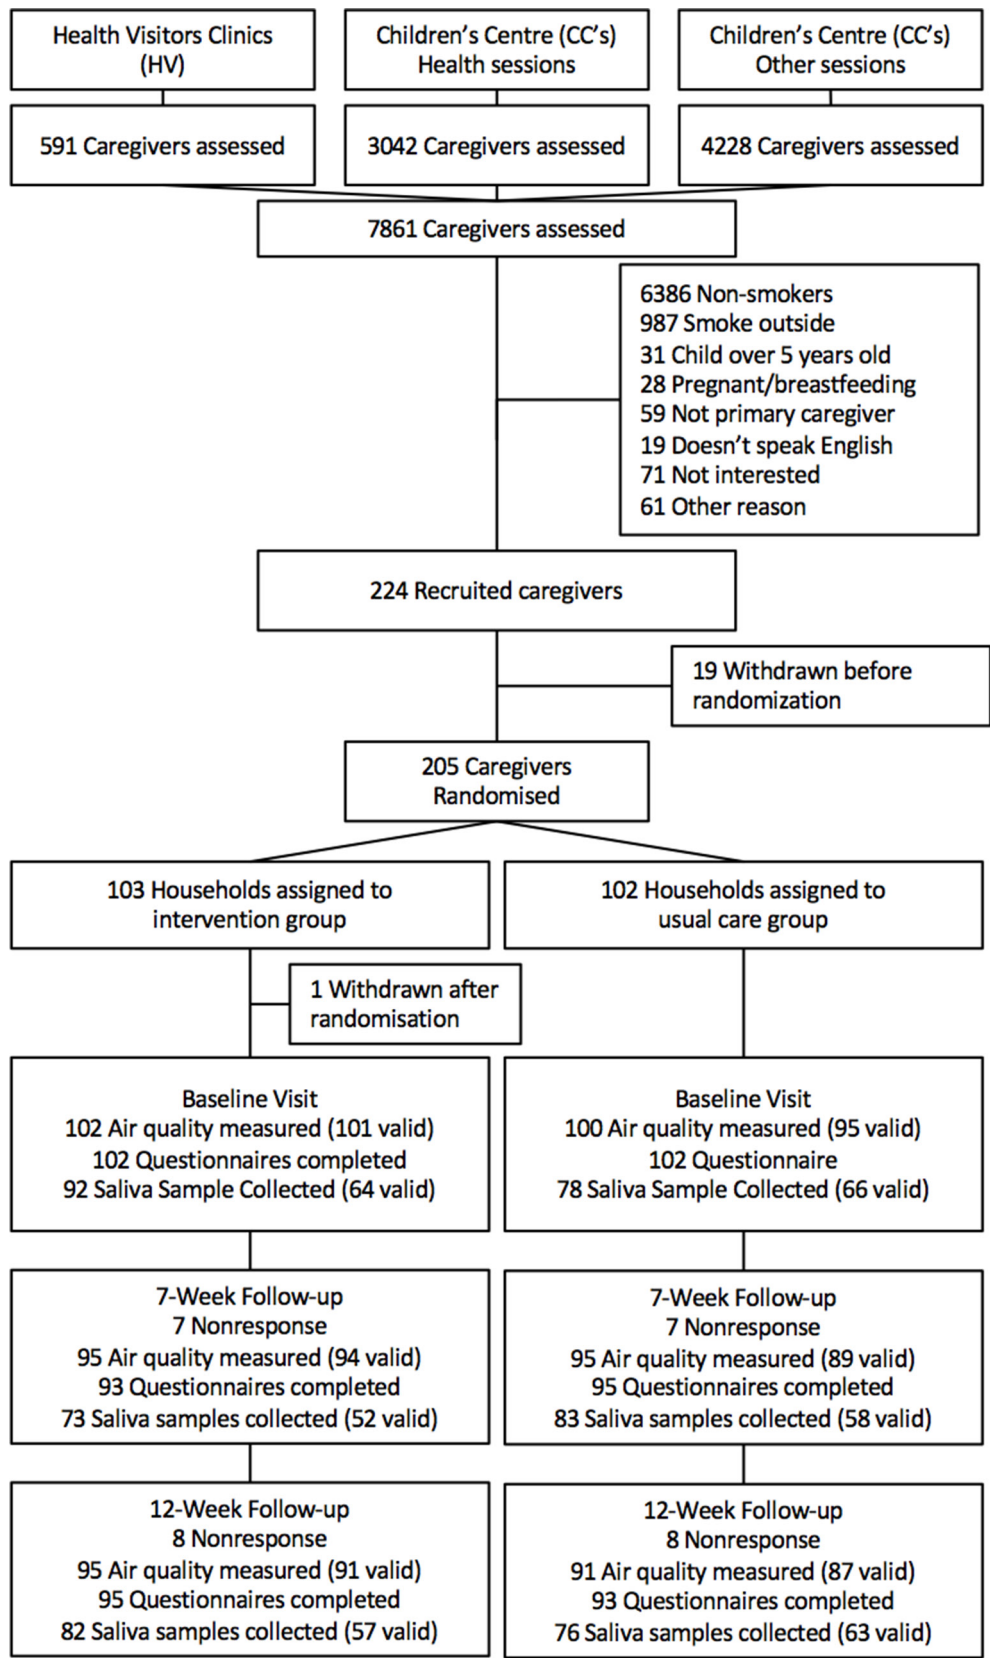 Health Visitors Clinics
(HV)
Children’s Centre (CC’s)
Health sessions
Children’s Centre (CC’s)
Other sessions
591 Caregivers assessed
3042 Caregivers assessed
4228 Caregivers assessed
7861 Caregivers assessed
6386 Non-smokers
987 Smoke outside
31 Child over 5 years old
28 Pregnant/breastfeeding
59 Not primary caregiver
19 Doesn’t speak English
71 Not interested
61 Other reason
224 Recruited caregivers
19 Withdrawn before
randomization
205 Caregivers
Randomised
103 Households assigned to
intervention group
102 Households assigned to
usual care group
1 Withdrawn after
randomisation
Baseline Visit
102 Air quality measured (101 valid)
102 Questionnaires completed
92 Saliva Sample Collected (64 valid)
Baseline Visit
100 Air quality measured (95 valid)
102 Questionnaire
78 Saliva Sample Collected (66 valid)
7-Week Follow-up
7 Nonresponse
95 Air quality measured (94 valid)
93 Questionnaires completed
73 Saliva samples collected (52 valid)
7-Week Follow-up
7 Nonresponse
95 Air quality measured (89 valid)
95 Questionnaires completed
83 Saliva samples collected (58 valid)
12-Week Follow-up
8 Nonresponse
95 Air quality measured (91 valid)
95 Questionnaires completed
82 Saliva samples collected (57 valid)
12-Week Follow-up
8 Nonresponse
91 Air quality measured (87 valid)
93 Questionnaires completed
76 Saliva samples collected (63 valid)